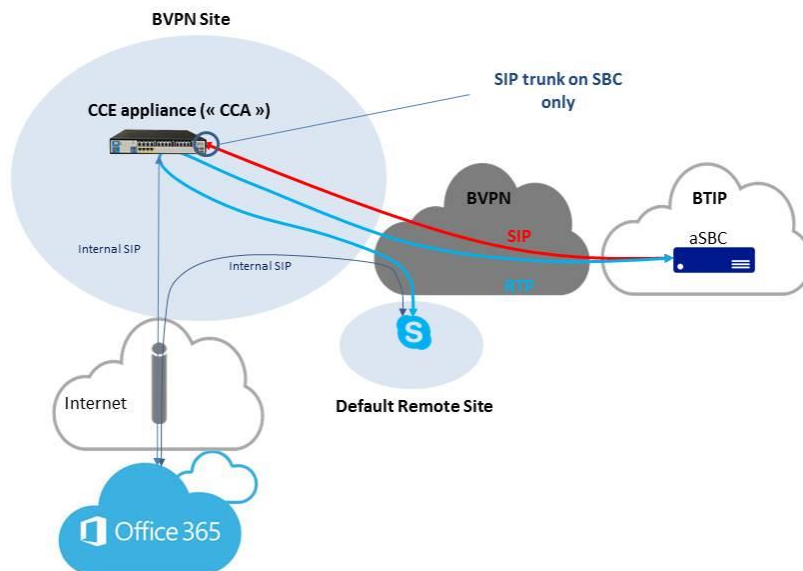 BVPN Site
SIP trunk on SBC
only
CCE appliance (« CCA »)
BVPN
BTIP
aSBC
SIP
Internal SIP
Internal SIP
RTP
S
Internet
Default Remote Site
Office 365